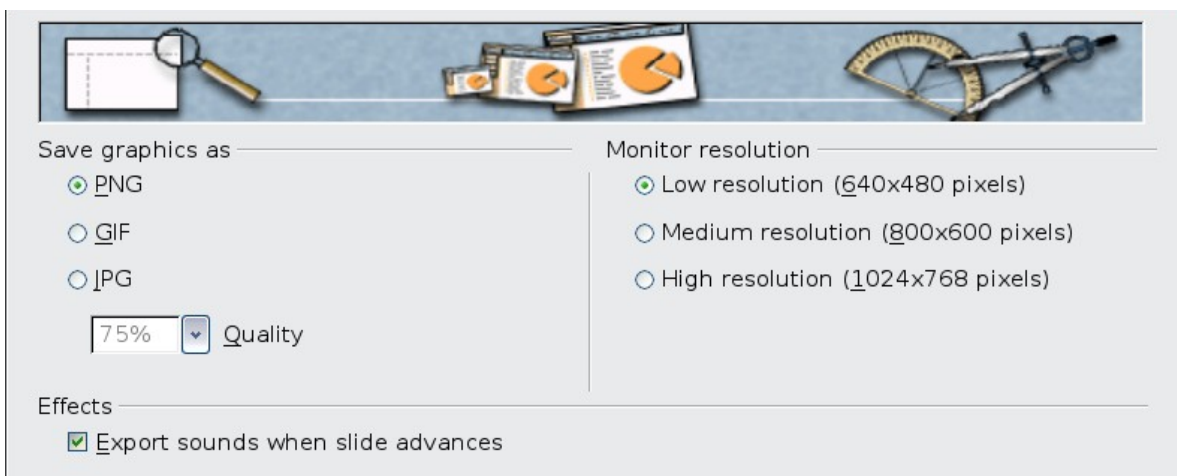 Save graphics as
PNG
GIF
JPG
75% Quality
Monitor resolution
Low resolution (640x480 pixels)
Medium resolution (800x600 pixels)
High resolution (1024x768 pixels)
Effects
Export sounds when slide advances